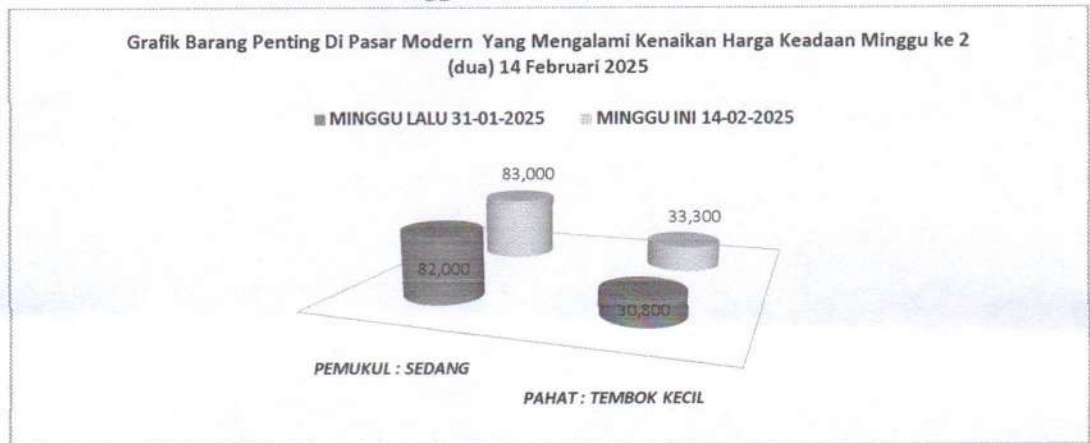 Grafik Barang Penting Di Pasar Modern Yang Mengalami Kenaikan Harga Keadaan Minggu ke 2
(dua) 14 Februari 2025
MINGGU LALU 31-01-2025 MINGGU INI 14-02-2025
83,000
33,300
82,000
30,800
PEMUKUL : SEDANG
PAHAT : TEMBOK KECIL